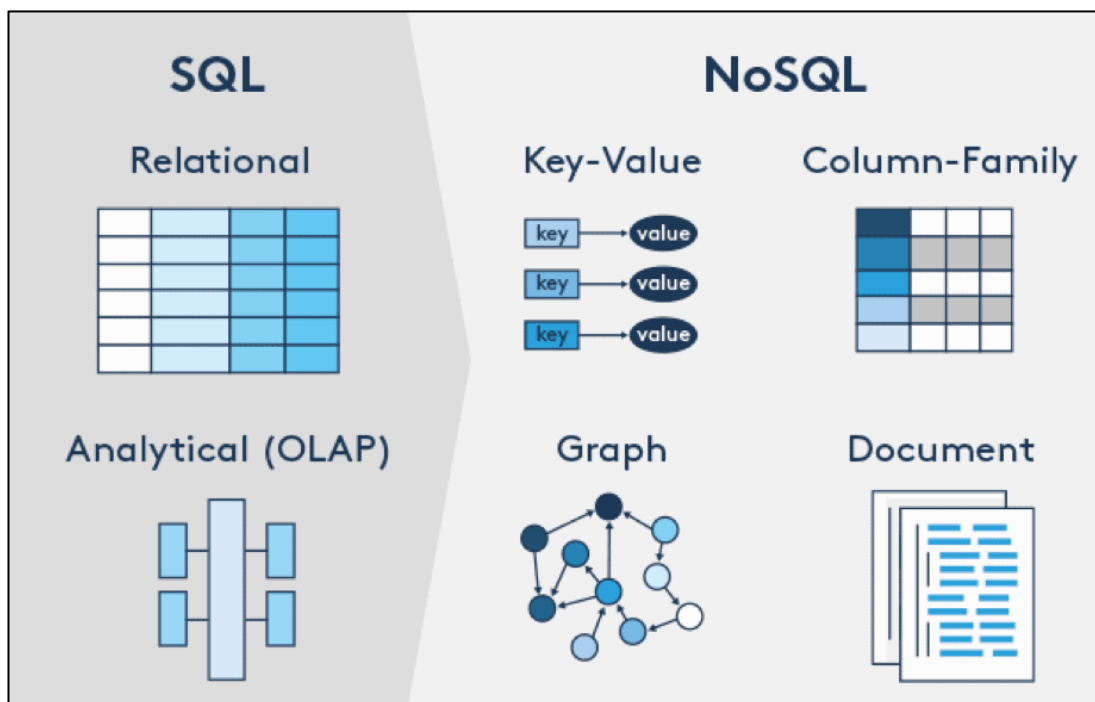 SQL
Relational
Analytical (OLAP)
NoSQL
Key-Value
key value
key value
key value
Column-Family
Graph
Document